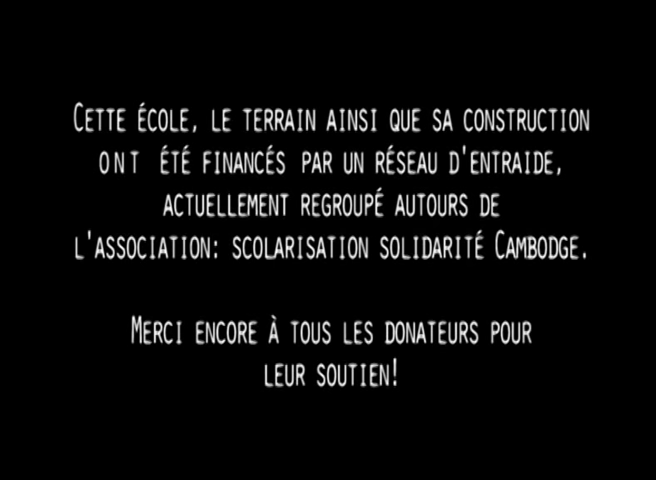 Cette école, le terrain ainsi que sa construction
ont été financés par un réseau d'entraide,
actuellement regroupé autours de
l'association: scolarisation solidarité Cambodge.
Merci encore à tous les donateurs pour
leur soutien!